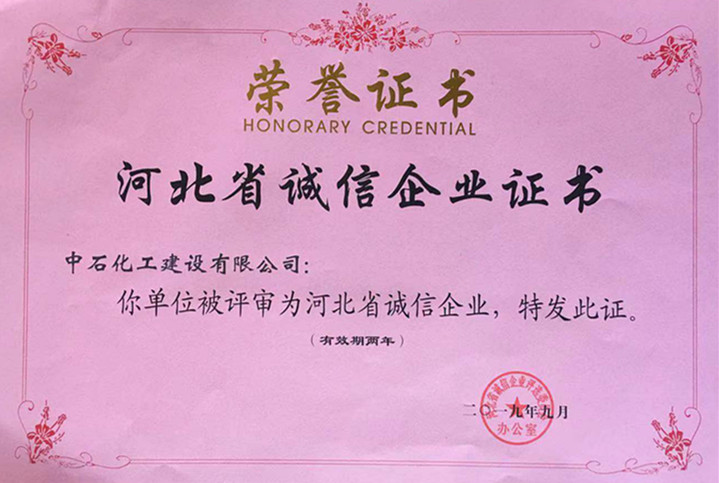 荣誉证书
HONORARY CREDENTIAL
河北省诚信企业证书
中石化工建设有限公司：
你单位被评审为河北省诚信企业，特发此证。
（有效期两年）
二〇一九年九月
办公室